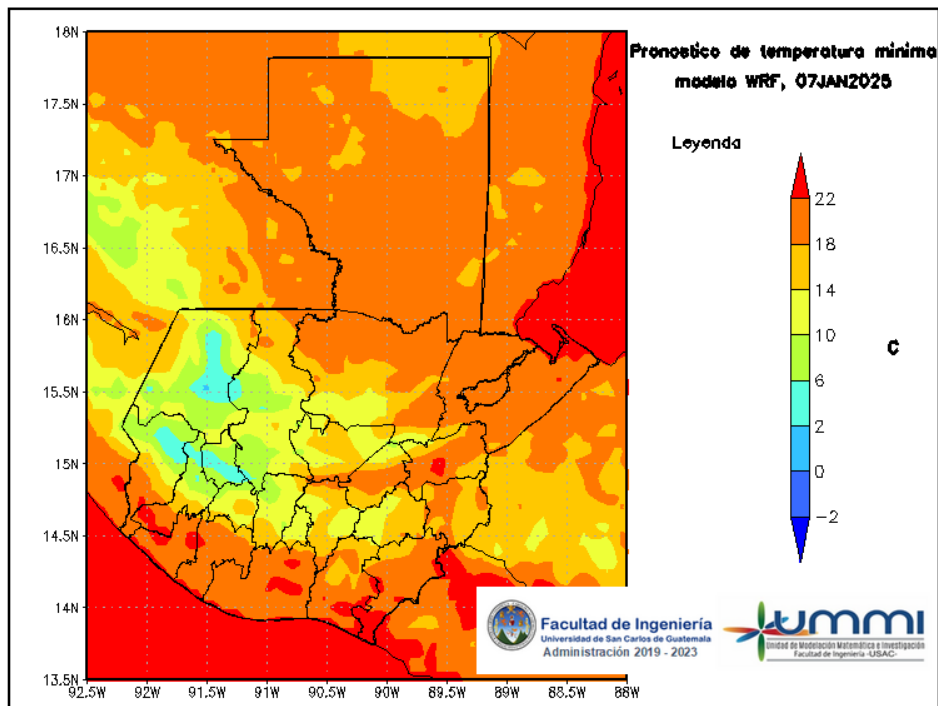 Pronostico de temperatura minima
modelo WRF, 07JAN2025
Leyenda
22
18
14
10
6
2
0
−2
C
18N
17.5N
17N
16.5N
16N
15.5N
15N
14.5N
14N
13.5N
92.5W 92W 91.5W 91W 90.5W 90W 89.5W 89W 88.5W 88W
Facultad de Ingeniería
Universidad de San Carlos de Guatemala
Administración 2019 - 2023
UMMI
Unidad de Modelación Matemática e Investigación
Facultad de Ingeniería -USAC-